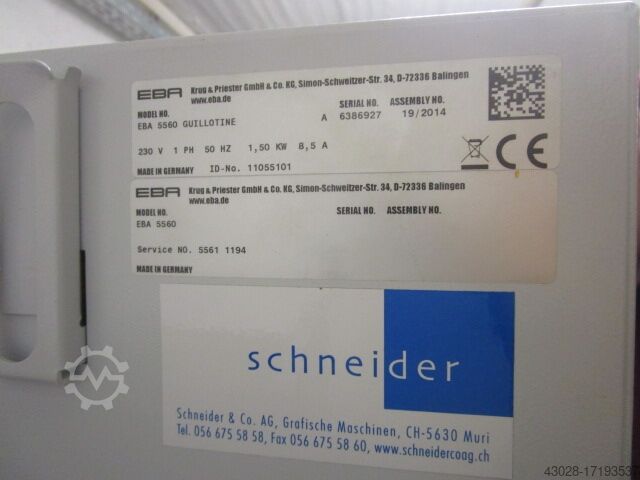 EBA Krug & Priester GmbH & Co. KG, Simon-Schweitzer-Str. 34, D-72336 Balingen
www.eba.de
MODEL NO. SERIAL NO. ASSEMBLY NO.
EBA 5560 GUILLOTINE A 6386927 19/2014
230 V 1 PH 50 HZ 1,50 KW 8,5 A
MADE IN GERMANY ID-No. 11055101
CE
EBA Krug & Priester GmbH & Co. KG, Simon-Schweitzer-Str. 34, D-72336 Balingen
www.eba.de
MODEL NO. SERIAL NO. ASSEMBLY NO.
EBA 5560
Service NO. 5561 1194
MADE IN GERMANY
schneider
Schneider & Co. AG, Grafische Maschinen, CH-5630 Muri
Tel. 056 675 58 58, Fax 056 675 58 60, www.schneidercoag.ch